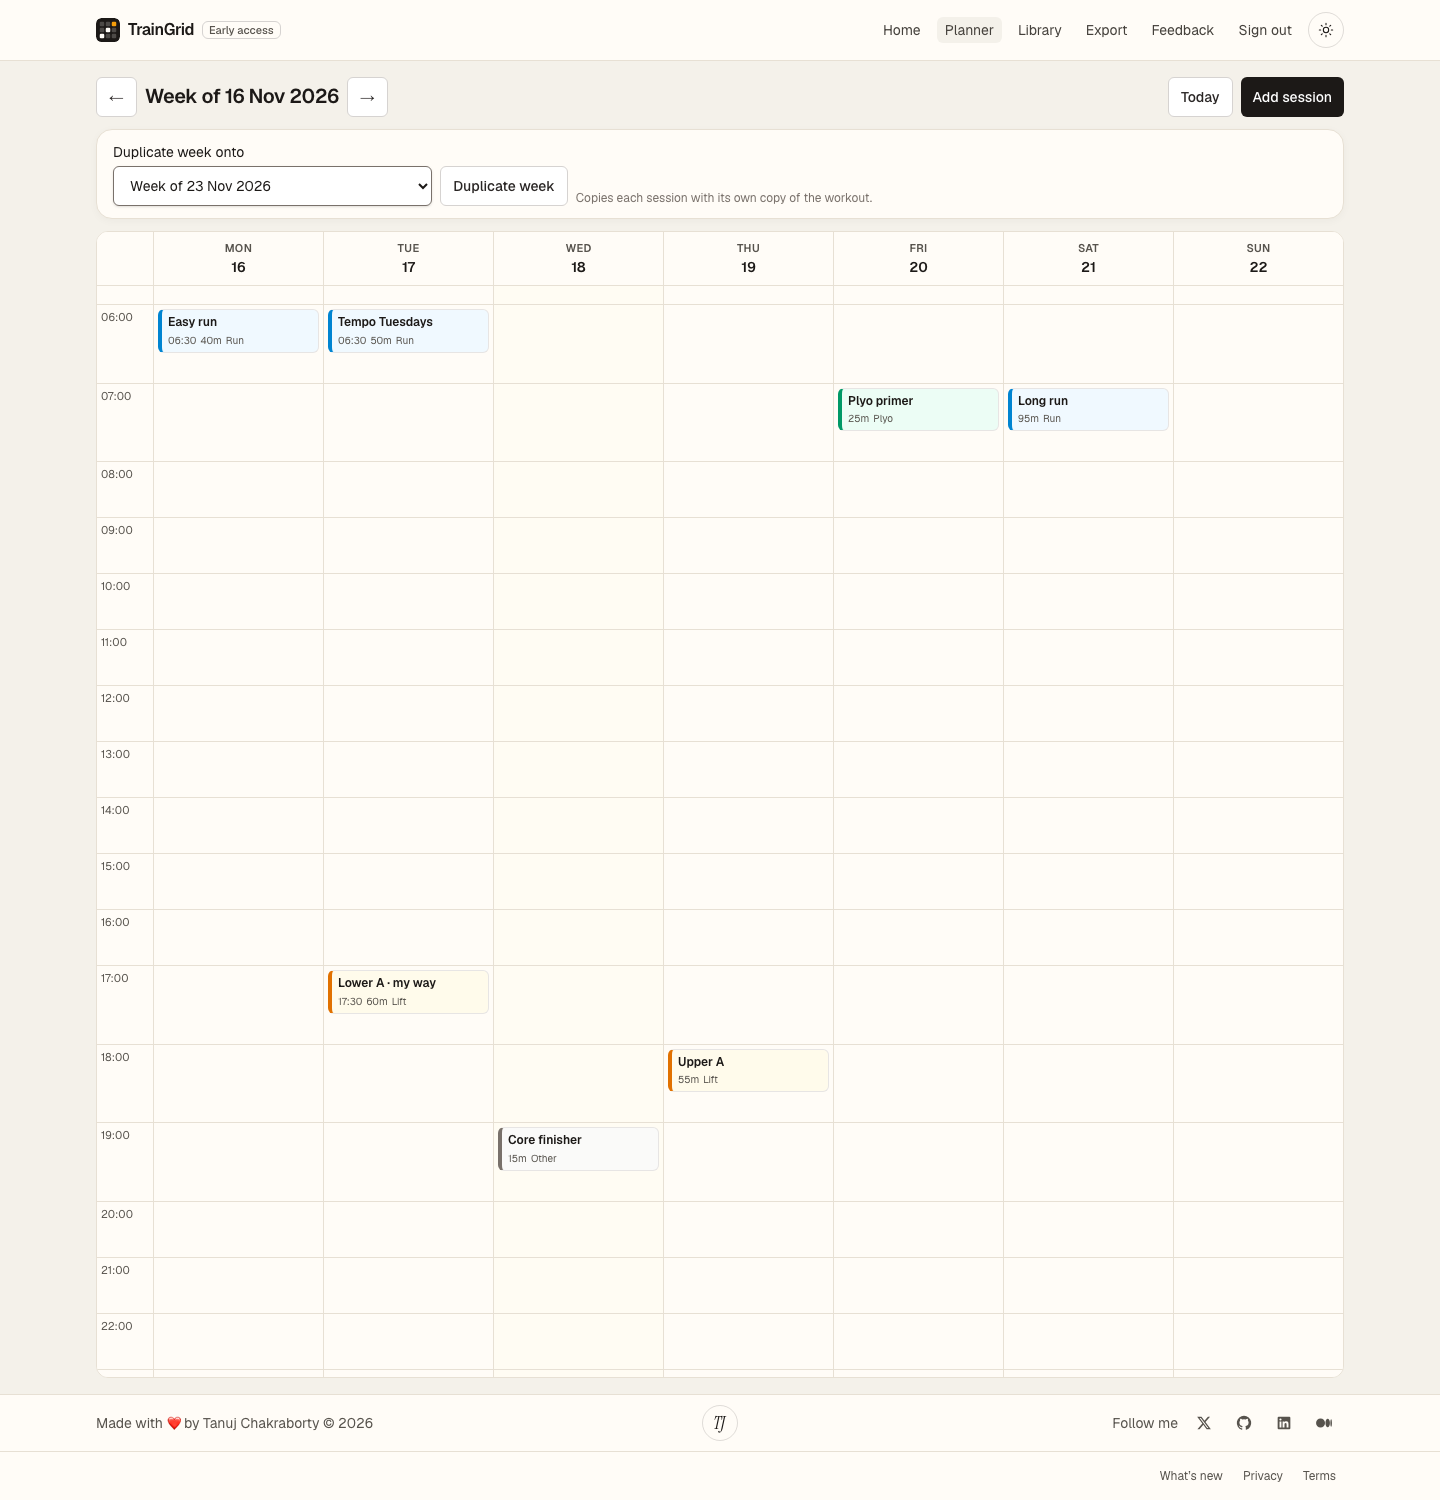 TrainGrid Early access Home Planner Library Export Feedback Sign out
← Week of 16 Nov 2026 → Today Add session
Duplicate week onto
Week of 23 Nov 2026 Duplicate week Copies each session with its own copy of the workout.
MON TUE WED THU FRI SAT SUN
16 17 18 19 20 21 22
06:00
Easy run
06:30 40m Run
Tempo Tuesdays
06:30 50m Run
07:00
Plyo primer
25m Plyo
Long run
95m Run
08:00
09:00
10:00
11:00
12:00
13:00
14:00
15:00
16:00
17:00
Lower A · my way
17:30 60m Lift
18:00
Upper A
55m Lift
19:00
Core finisher
15m Other
20:00
21:00
22:00
Made with ❤️ by Tanuj Chakraborty © 2026 TJ Follow me
What's new Privacy Terms